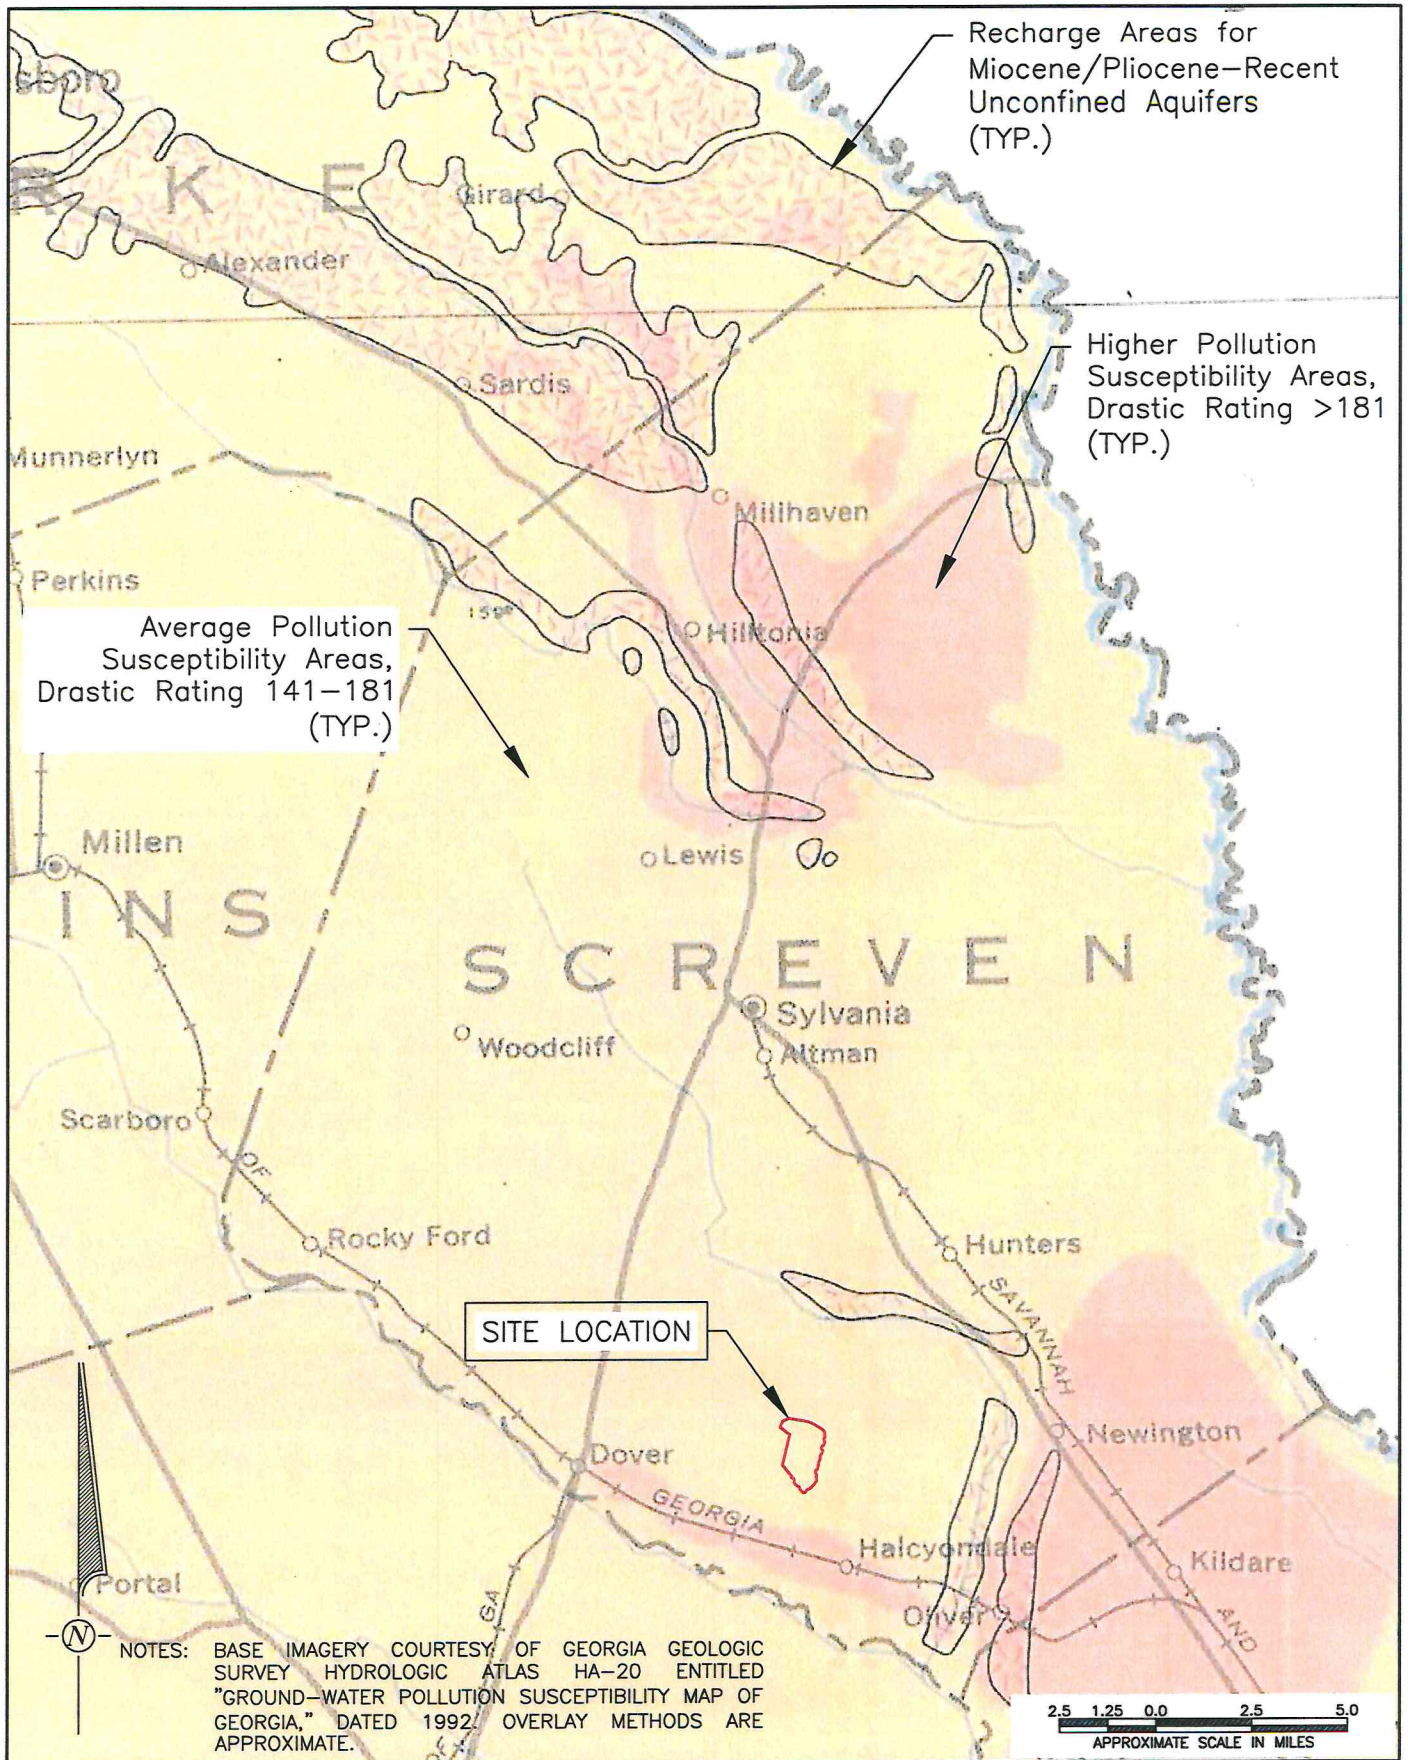 Recharge Areas for
Miocene/Pliocene–Recent
Unconfined Aquifers
(TYP.)
sboro
R K E
Girard
Alexander
Higher Pollution
Susceptibility Areas,
Drastic Rating >181
(TYP.)
Sardis
Munnerlyn
Millhaven
Perkins
Average Pollution
Susceptibility Areas,
Drastic Rating 141–181
(TYP.)
Hilltonia
Millen
Lewis
I N S
S C R E V E N
Sylvania
Woodcliff
Altman
Scarboro
OF
Rocky Ford
Hunters
SAVANNAH
SITE LOCATION
Newington
Dover
GEORGIA
Halcyondale
Kildare
Portal
GA
Oliver
AND
N
NOTES: BASE IMAGERY COURTESY OF GEORGIA GEOLOGIC
SURVEY HYDROLOGIC ATLAS HA–20 ENTITLED
"GROUND–WATER POLLUTION SUSCEPTIBILITY MAP OF
GEORGIA," DATED 1992. OVERLAY METHODS ARE
APPROXIMATE.
2.5 1.25 0.0 2.5 5.0
APPROXIMATE SCALE IN MILES